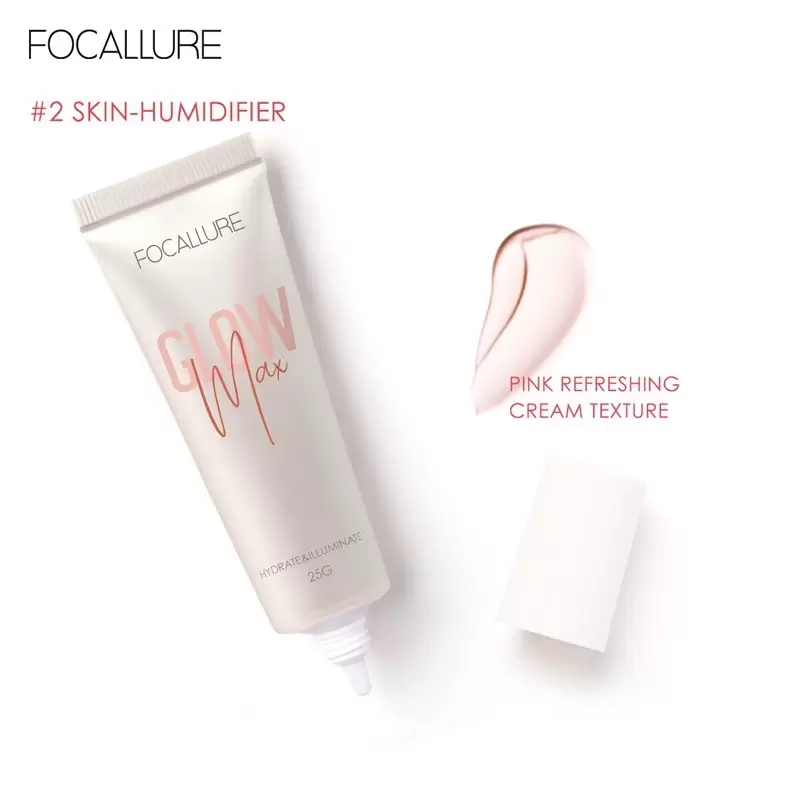 FOCALLURE
#2 SKIN-HUMIDIFIER
FOCALLURE
GLOW
Max
HYDRATE&ILLUMINATE
25G
PINK REFRESHING
CREAM TEXTURE